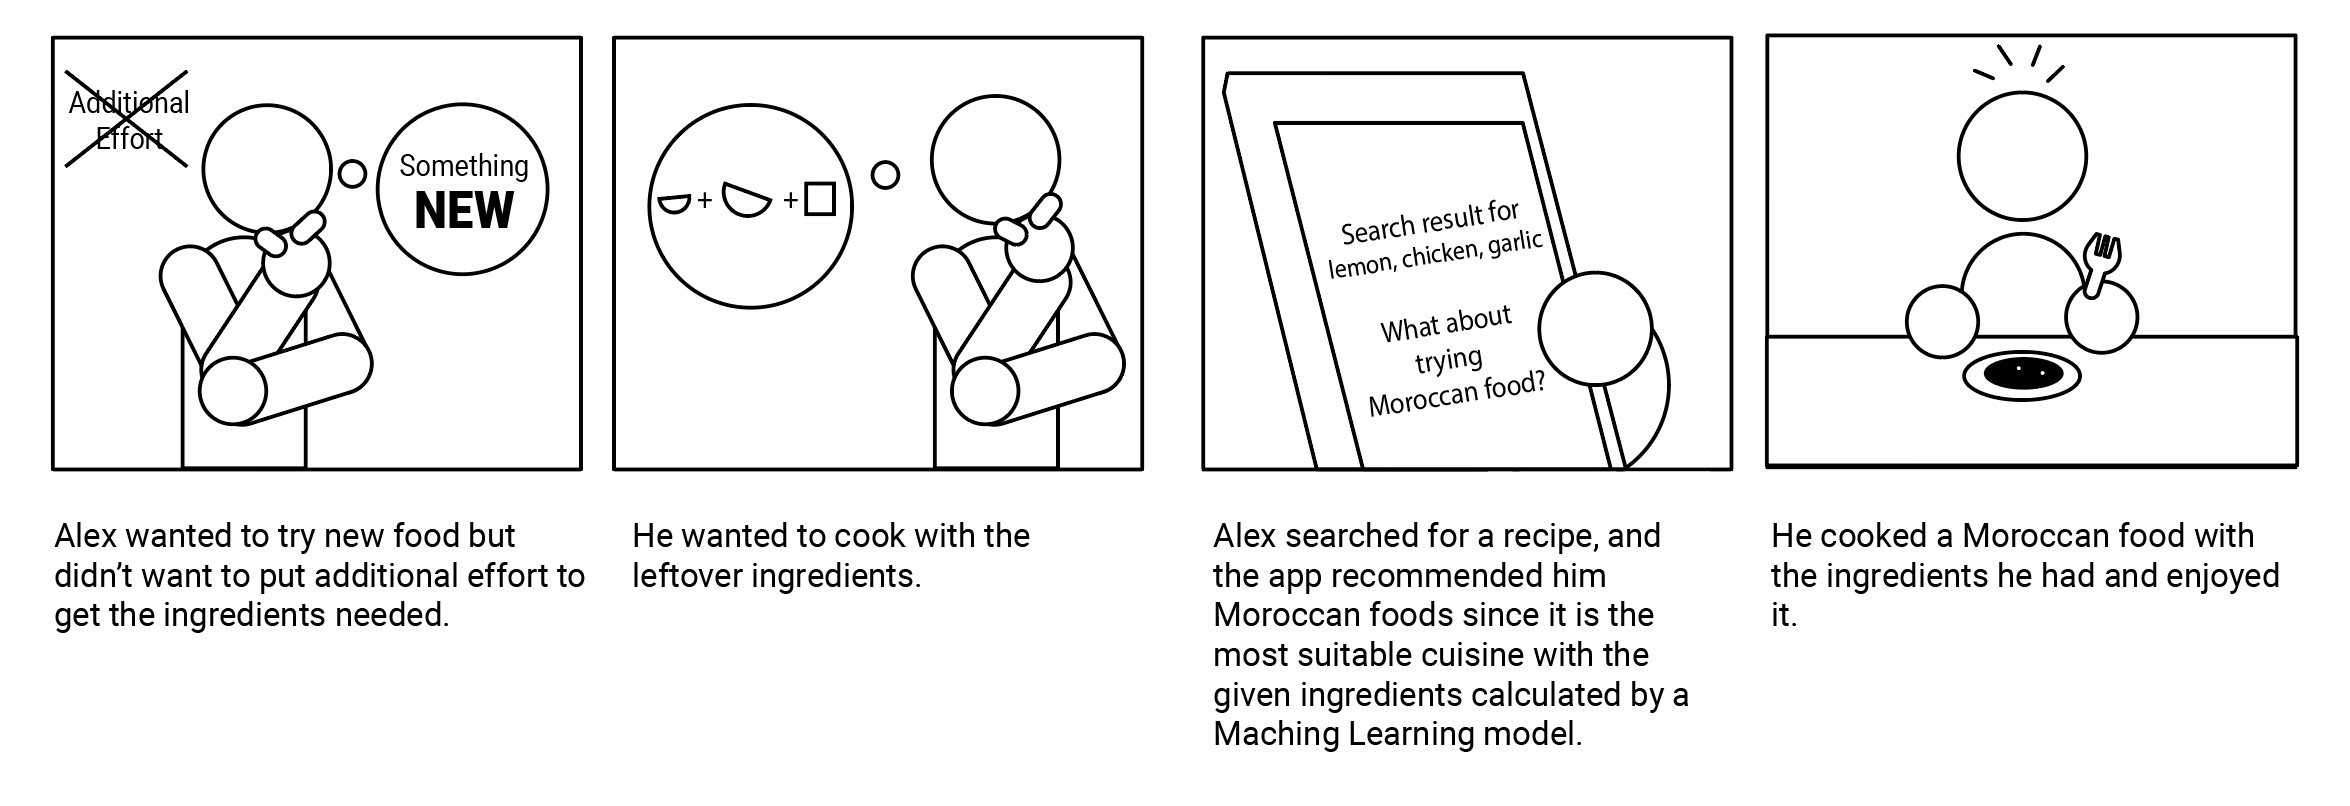 Additional
Effort
Something
NEW
+ +
Search result for
lemon, chicken, garlic
What about
trying
Moroccan food?
Alex wanted to try new food but
didn’t want to put additional effort to
get the ingredients needed.
He wanted to cook with the
leftover ingredients.
Alex searched for a recipe, and
the app recommended him
Moroccan foods since it is the
most suitable cuisine with the
given ingredients calculated by a
Maching Learning model.
He cooked a Moroccan food with
the ingredients he had and enjoyed
it.